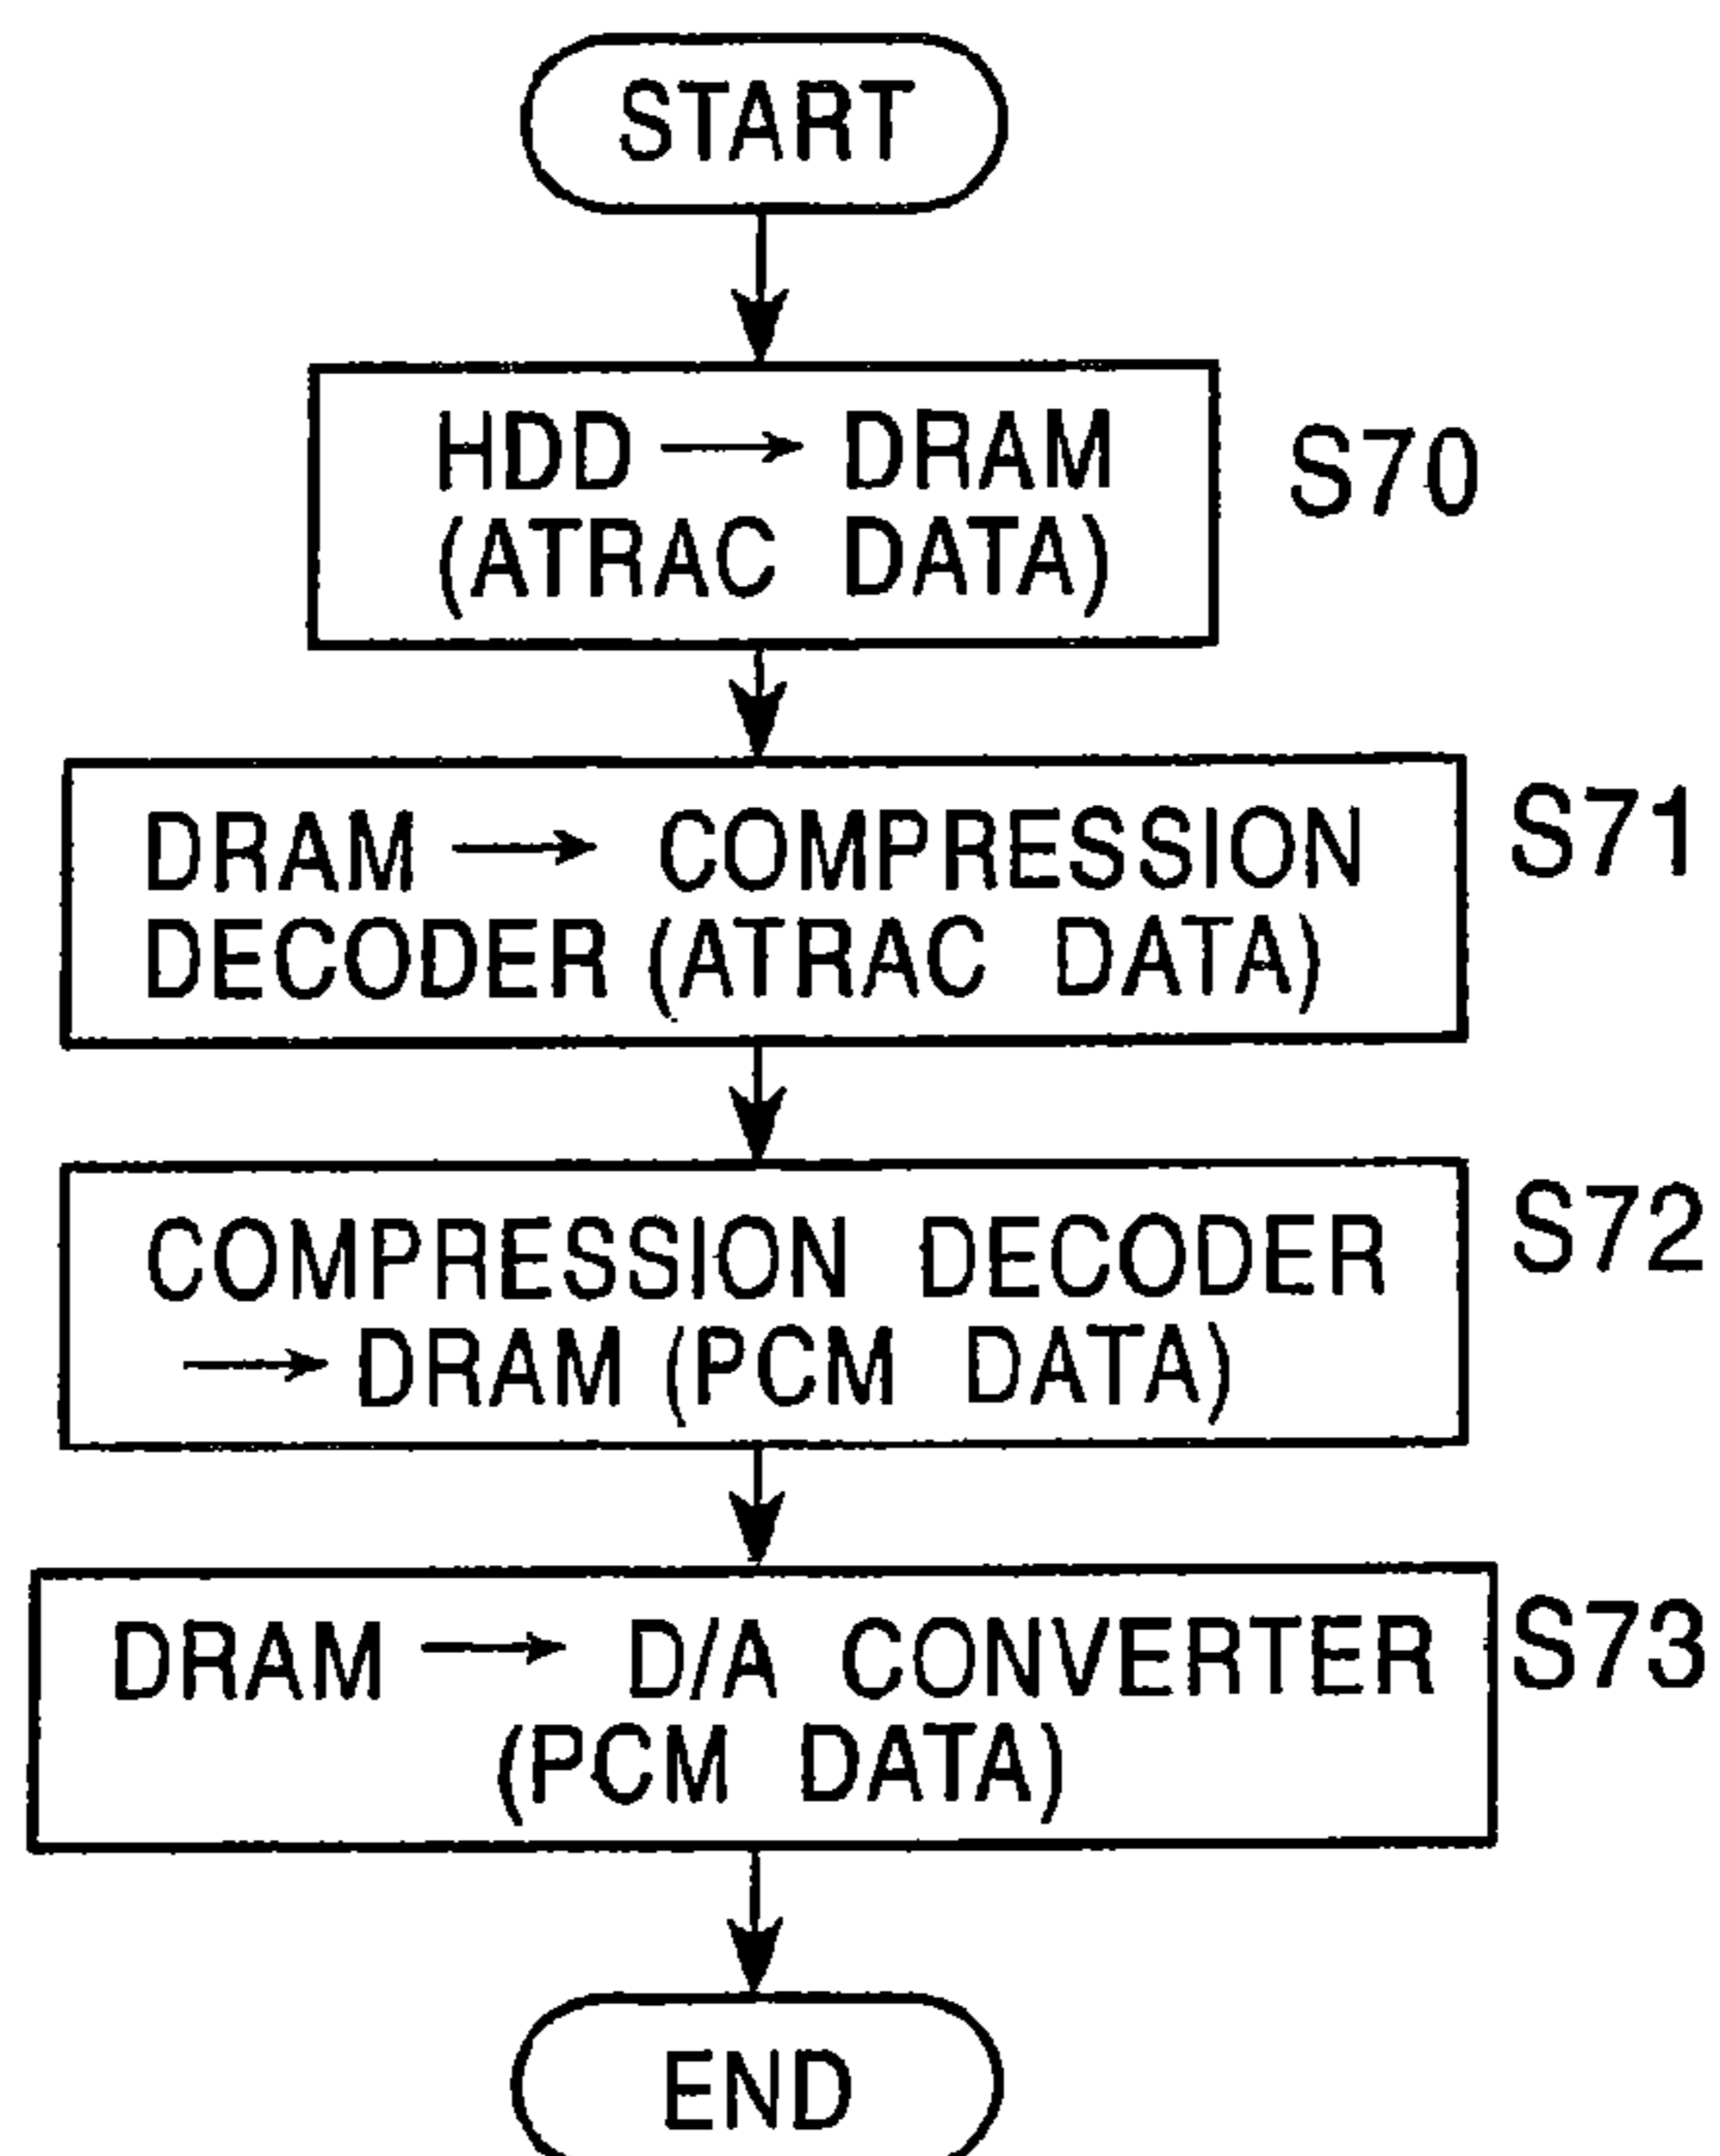 START
HDD → DRAM
(ATRAC DATA)
S70
DRAM → COMPRESSION
DECODER (ATRAC DATA)
S71
COMPRESSION DECODER
→ DRAM (PCM DATA)
S72
DRAM → D/A CONVERTER
(PCM DATA)
S73
END